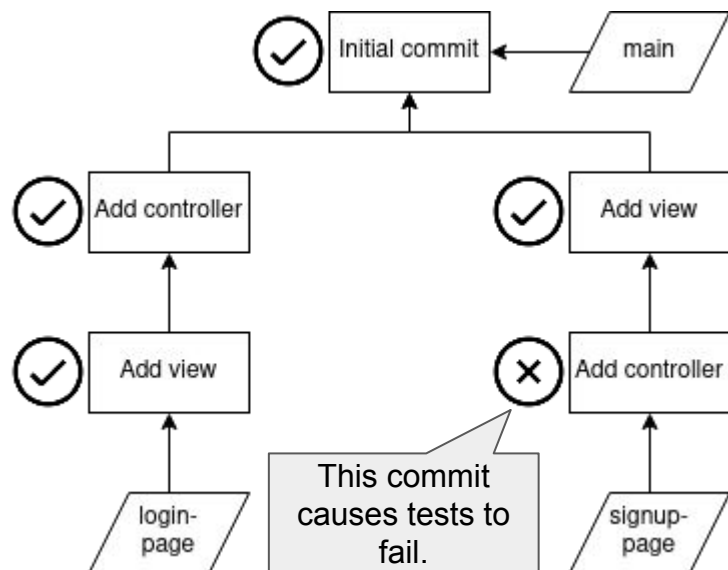 Initial commit
main
Add controller
Add view
Add view
Add controller
This commit
causes tests to
fail.
login-
page
signup-
page